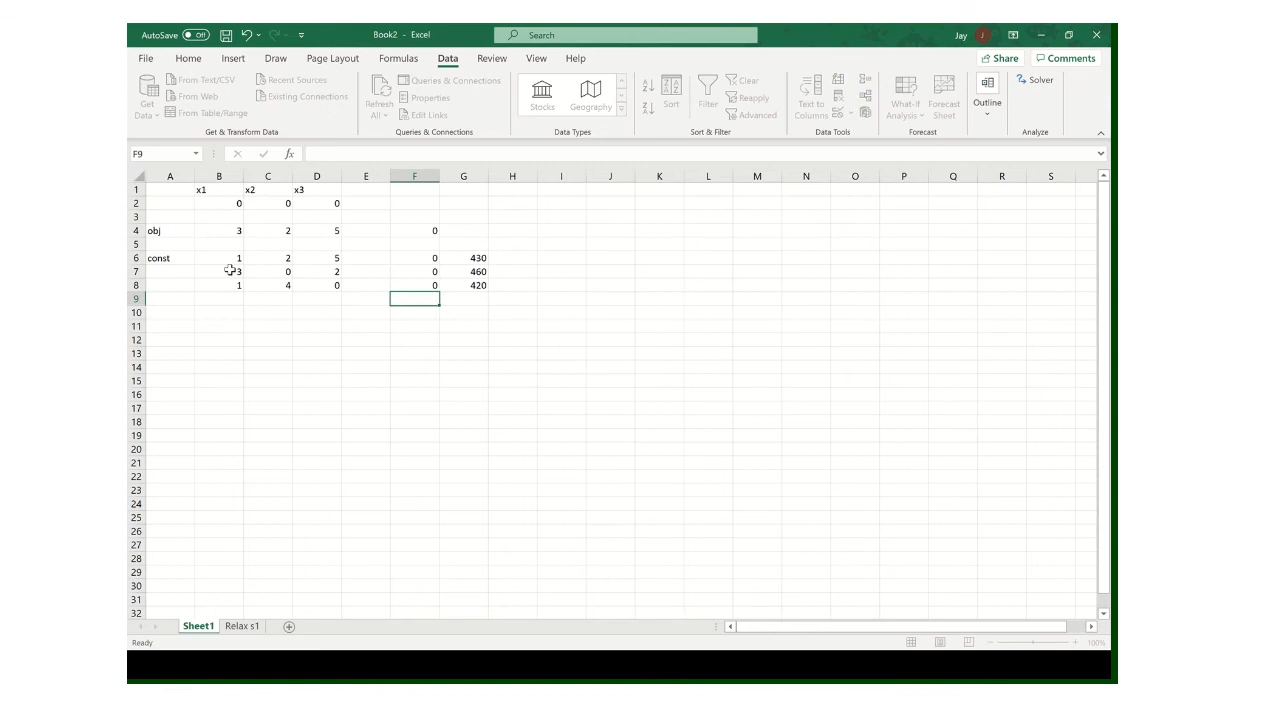 AutoSave Off Book2 - Excel Search Jay J
File Home Insert Draw Page Layout Formulas Data Review View Help Share Comments
Get Data From Text/CSV From Web From Table/Range Recent Sources Existing Connections
Get & Transform Data
Refresh All Queries & Connections Properties Edit Links
Queries & Connections
Stocks Geography
Data Types
Sort Filter Clear Reapply Advanced
Sort & Filter
Text to Columns
Data Tools
What-If Analysis Forecast Sheet
Forecast
Outline
Solver
Analyze
F9 fx
A B C D E F G H I J K L M N O P Q R S
1 x1 x2 x3
2 0 0 0
3
4 obj 3 2 5 0
5
6 const 1 2 5 0 430
7 3 0 2 0 460
8 1 4 0 0 420
9
10
11
12
13
14
15
16
17
18
19
20
21
22
23
24
25
26
27
28
29
30
31
32
Sheet1 Relax s1
Ready 100%